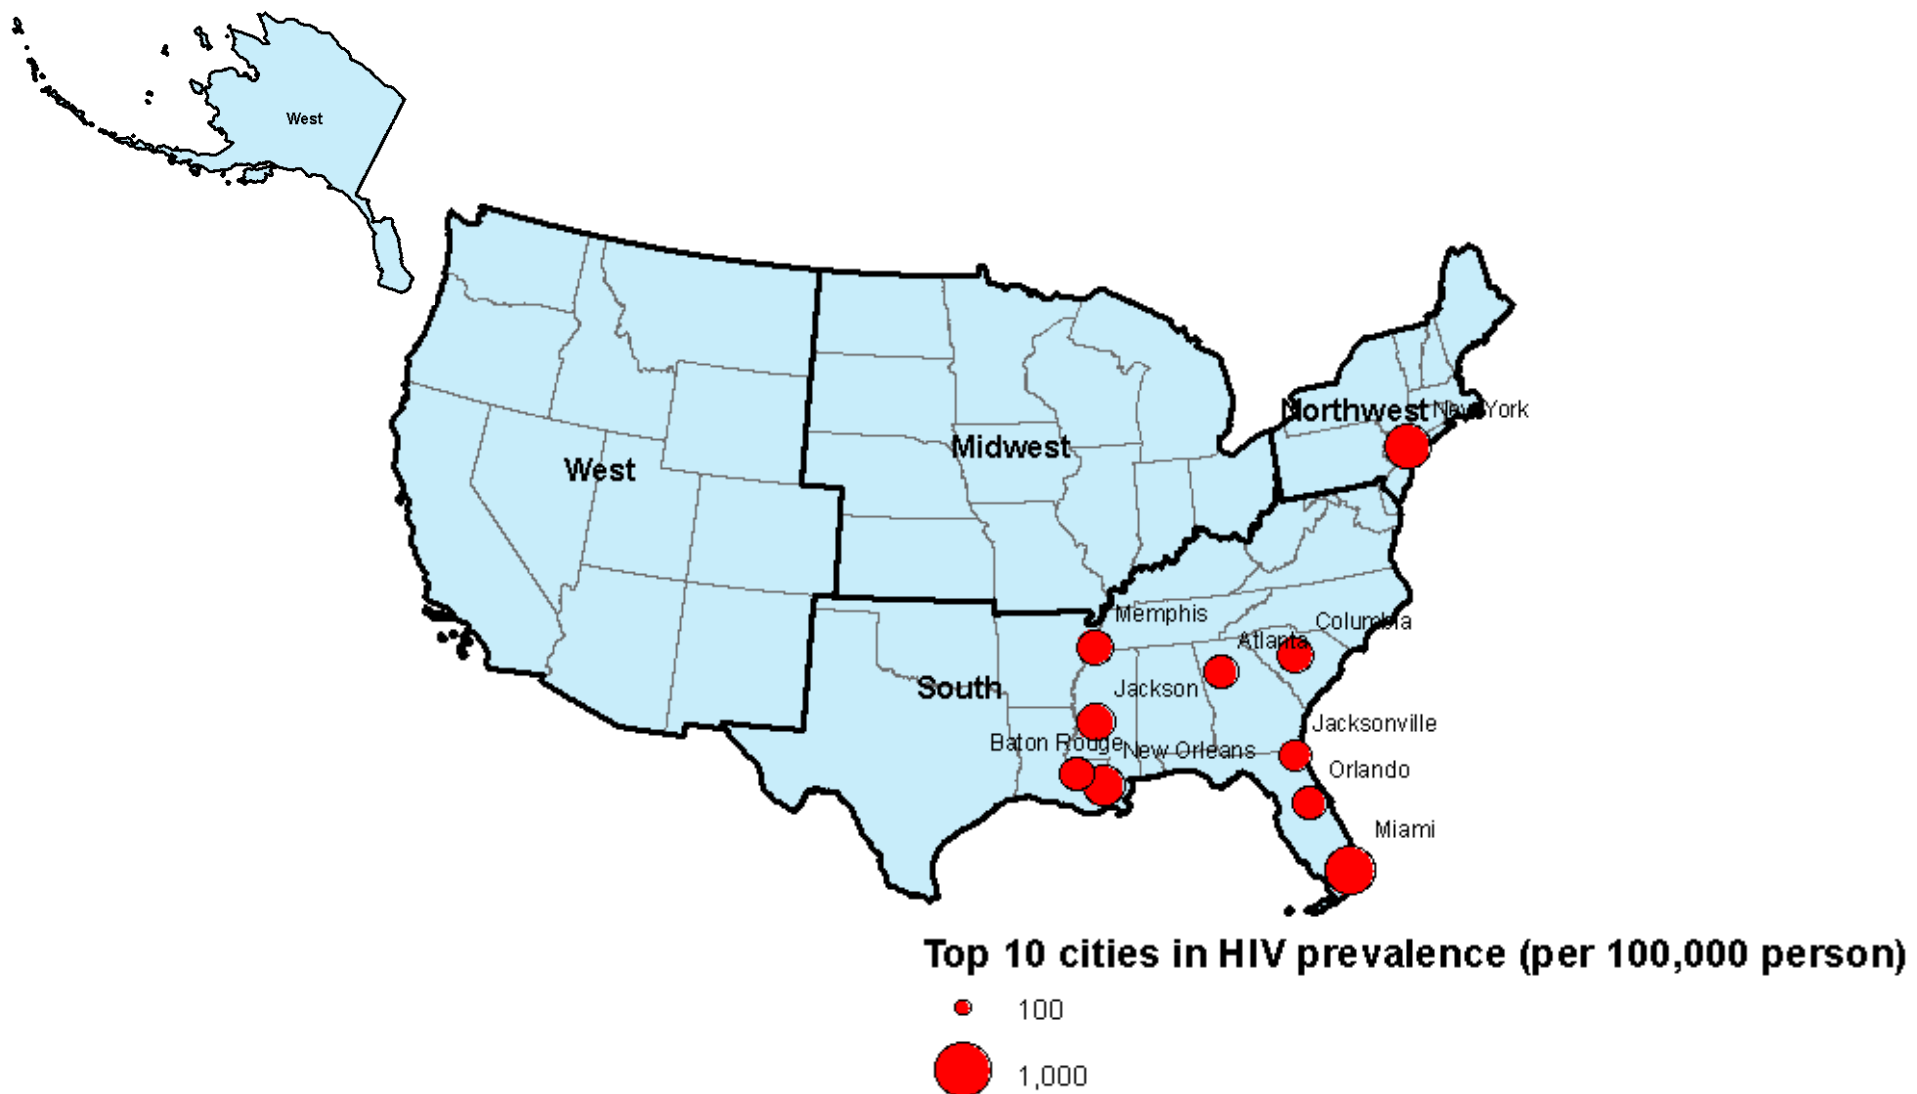 West
Northwest
New York
Midwest
West
Memphis
Columbia
Atlanta
South
Jackson
Jacksonville
Baton Rouge
New Orleans
Orlando
Miami
Top 10 cities in HIV prevalence (per 100,000 person)
100
1,000